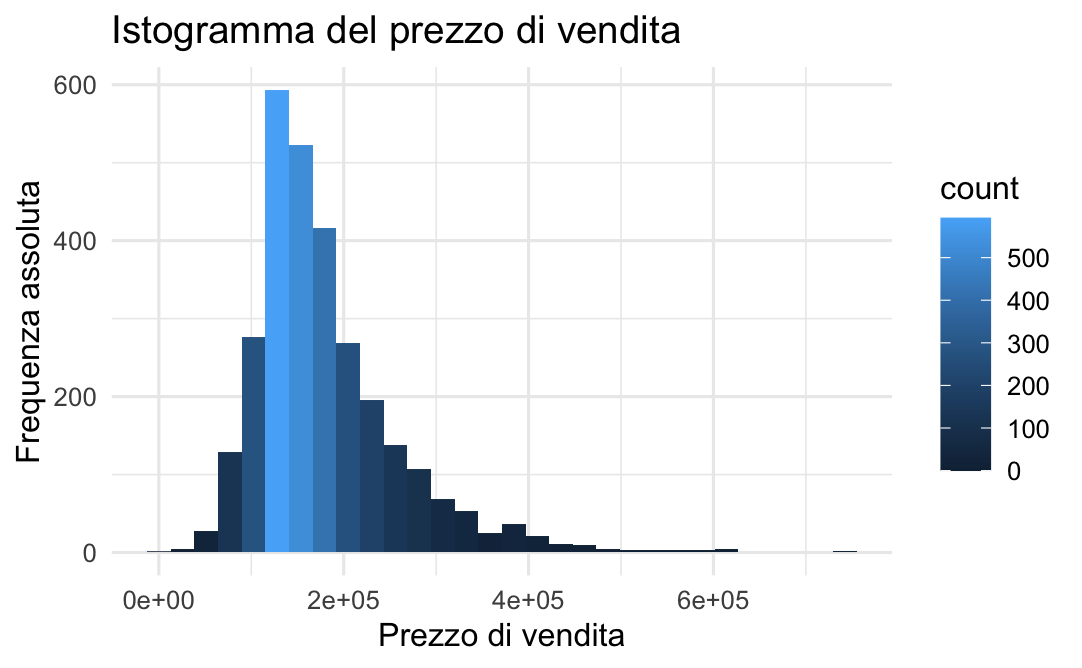 Istogramma del prezzo di vendita
600
400
200
0
Frequenza assoluta
0e+00 2e+05 4e+05 6e+05
Prezzo di vendita
count
500
400
300
200
100
0